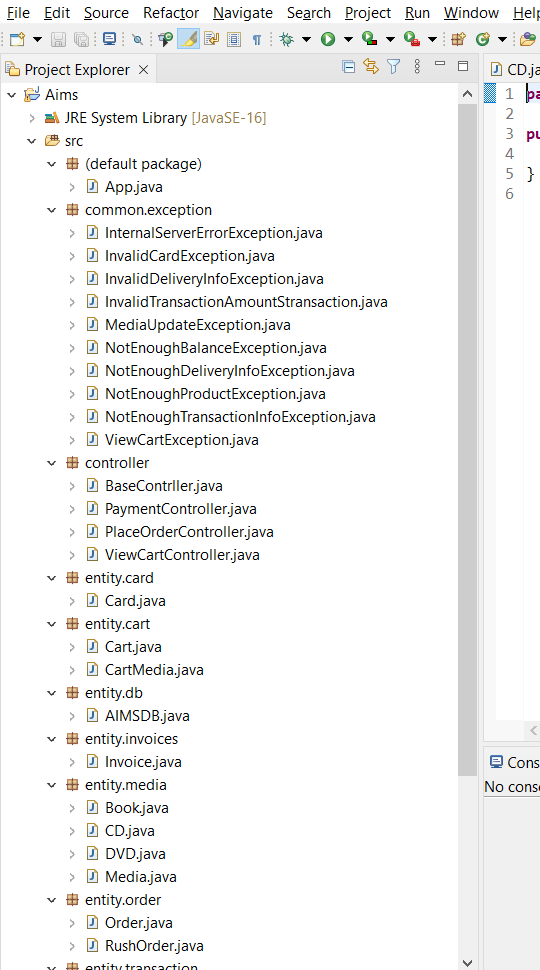 File Edit Source Refactor Navigate Search Project Run Window Help
Project Explorer
CD.ja
Aims
JRE System Library [JavaSE-16]
src
(default package)
App.java
common.exception
InternalServerErrorException.java
InvalidCardException.java
InvalidDeliveryInfoException.java
InvalidTransactionAmountStransaction.java
MediaUpdateException.java
NotEnoughBalanceException.java
NotEnoughDeliveryInfoException.java
NotEnoughProductException.java
NotEnoughTransactionInfoException.java
ViewCartException.java
controller
BaseContrller.java
PaymentController.java
PlaceOrderController.java
ViewCartController.java
entity.card
Card.java
entity.cart
Cart.java
CartMedia.java
entity.db
AIMSDB.java
entity.invoices
Invoice.java
entity.media
Book.java
CD.java
DVD.java
Media.java
entity.order
Order.java
RushOrder.java
entity.transaction
1 pa
2
3 pu
4
5 }
6
Cons
No conso